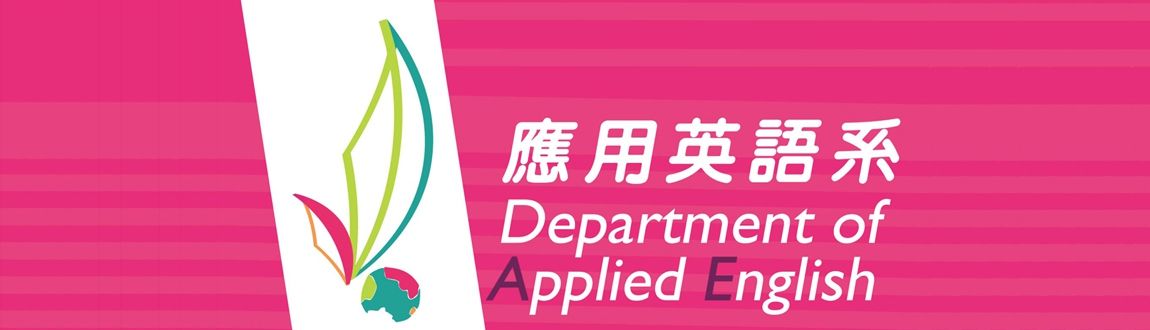 應用英語系
Department of
Applied English